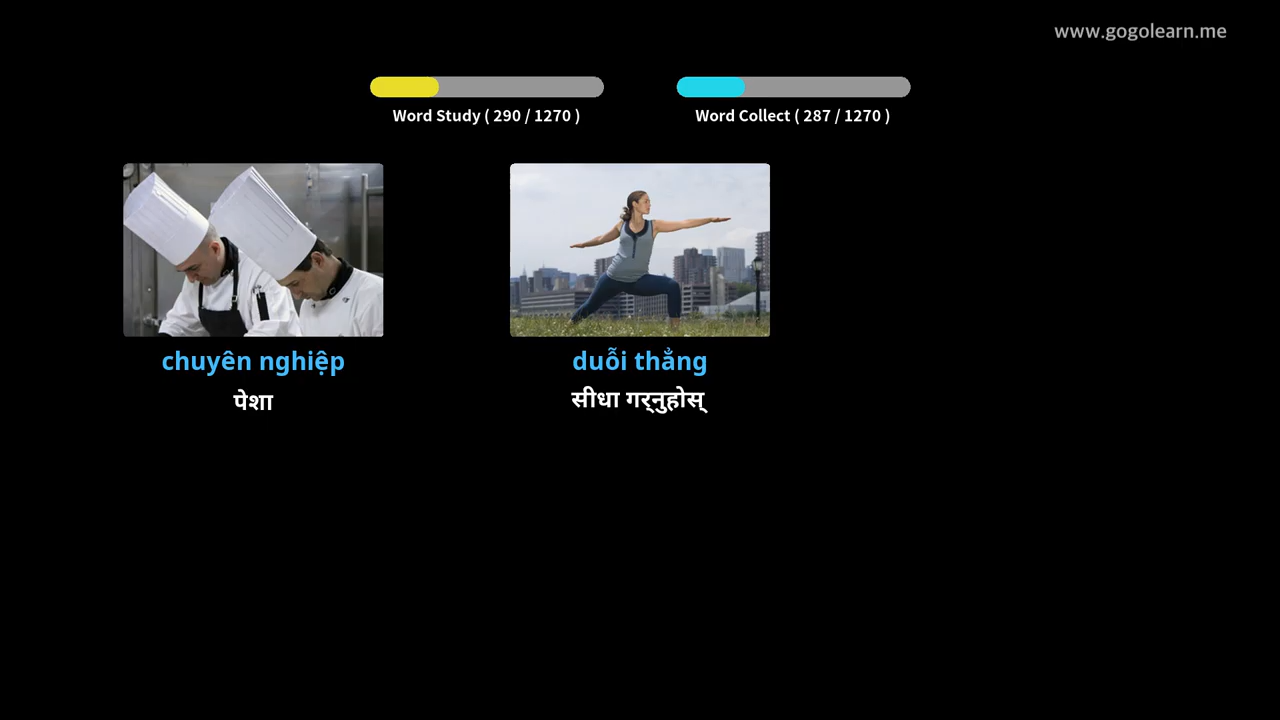 www.gogolearn.me
Word Study ( 290 / 1270 )
Word Collect ( 287 / 1270 )
chuyên nghiệp
duỗi thẳng
पेशा
सीधा गर्नुहोस्